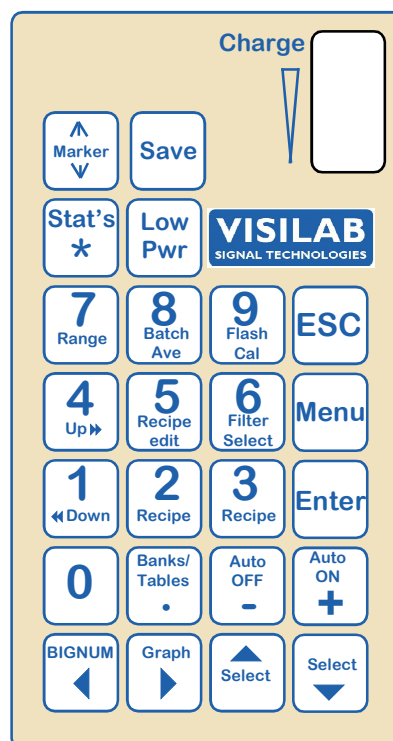 Charge
Marker
Save
Stat's
*
Low
Pwr
VISILAB
SIGNAL TECHNOLOGIES
7
Range
8
Batch
Ave
9
Flash
Cal
ESC
4
Up
5
Recipe
edit
6
Filter
Select
Menu
1
Down
2
Recipe
3
Recipe
Enter
0
Banks/
Tables
.
Auto
OFF
-
Auto
ON
+
BIGNUM
Graph
Select
Select